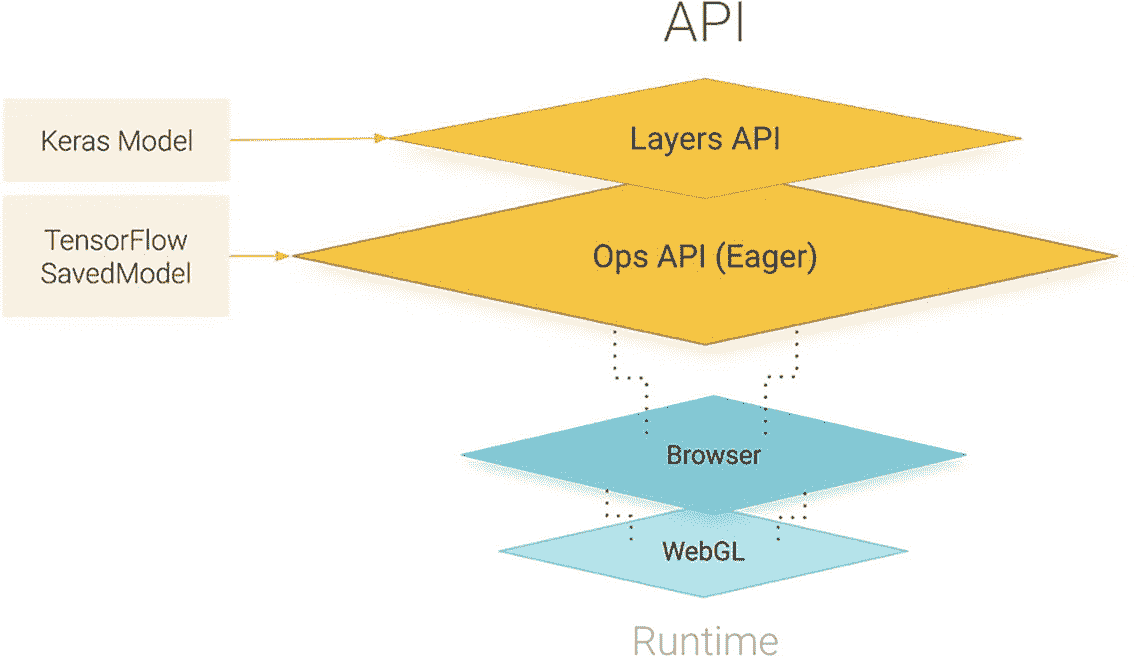 API
Keras Model
Layers API
TensorFlow
SavedModel
Ops API (Eager)
Browser
WebGL
Runtime